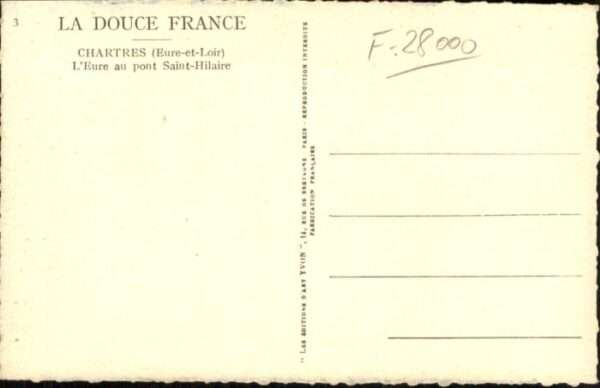 3
LA DOUCE FRANCE
CHARTRES (Eure-et-Loir)
L'Eure au pont Saint-Hilaire
F-28000
"LES EDITIONS D'ART YVON", 15, RUE DE BRETAGNE PARIS - REPRODUCTION INTERDITE
FABRICATION FRANÇAISE